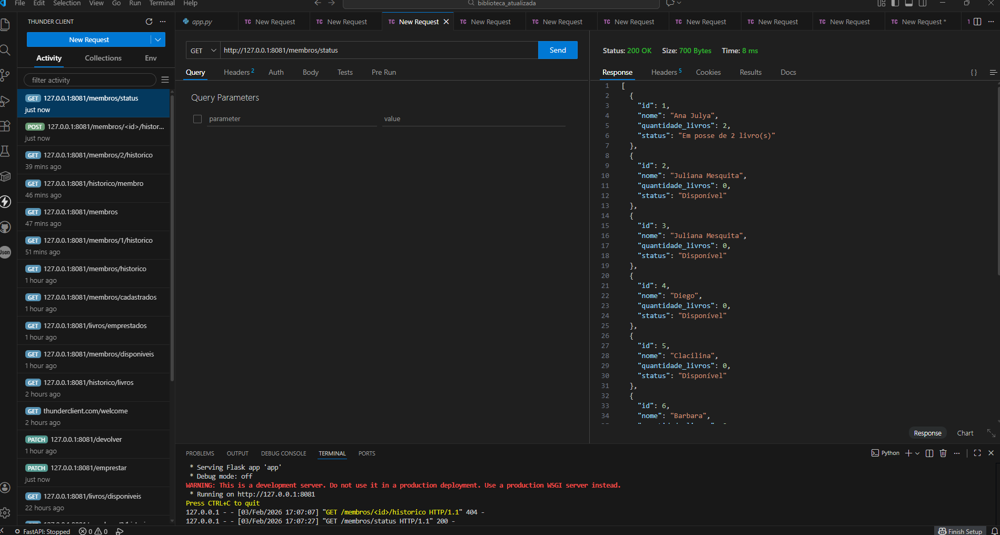 File Edit Selection View Go Run Terminal Help
biblioteca_atualizada
THUNDER CLIENT
New Request
Activity Collections Env
filter activity
GET 127.0.0.1:8081/membros/status
just now
POST 127.0.0.1:8081/membros/<id>/histor...
just now
GET 127.0.0.1:8081/membros/2/historico
39 mins ago
GET 127.0.0.1:8081/historico/membro
46 mins ago
GET 127.0.0.1:8081/membros
47 mins ago
GET 127.0.0.1:8081/membros/1/historico
51 mins ago
GET 127.0.0.1:8081/membros/historico
1 hour ago
GET 127.0.0.1:8081/membros/cadastrados
1 hour ago
GET 127.0.0.1:8081/livros/emprestados
1 hour ago
GET 127.0.0.1:8081/membros/disponiveis
1 hour ago
GET 127.0.0.1:8081/historico/livros
2 hours ago
GET thunderclient.com/welcome
2 hours ago
PATCH 127.0.0.1:8081/devolver
1 hour ago
PATCH 127.0.0.1:8081/emprestar
just now
GET 127.0.0.1:8081/livros/disponiveis
22 hours ago
Json
app.py TC New Request TC New Request TC New Request TC New Request TC New Request TC New Request TC New Request TC New Request TC New Request TC New Request *
GET http://127.0.0.1:8081/membros/status Send
Query Headers 2 Auth Body Tests Pre Run
Query Parameters
parameter value
Status: 200 OK Size: 700 Bytes Time: 8 ms
Response Headers 5 Cookies Results Docs {}
1 [
2 {
3 "id": 1,
4 "nome": "Ana Julya",
5 "quantidade_livros": 2,
6 "status": "Em posse de 2 livro(s)"
7 },
8 {
9 "id": 2,
10 "nome": "Juliana Mesquita",
11 "quantidade_livros": 0,
12 "status": "Disponível"
13 },
14 {
15 "id": 3,
16 "nome": "Juliana Mesquita",
17 "quantidade_livros": 0,
18 "status": "Disponível"
19 },
20 {
21 "id": 4,
22 "nome": "Diego",
23 "quantidade_livros": 0,
24 "status": "Disponível"
25 },
26 {
27 "id": 5,
28 "nome": "Clacilina",
29 "quantidade_livros": 0,
30 "status": "Disponível"
31 },
32 {
33 "id": 6,
34 "nome": "Barbara",
Response Chart
PROBLEMS OUTPUT DEBUG CONSOLE TERMINAL PORTS
Python
* Serving Flask app 'app'
* Debug mode: off
WARNING: This is a development server. Do not use it in a production deployment. Use a production WSGI server instead.
* Running on http://127.0.0.1:8081
Press CTRL+C to quit
127.0.0.1 - - [03/Feb/2026 17:07:07] "GET /membros/<id>/historico HTTP/1.1" 404 -
127.0.0.1 - - [03/Feb/2026 17:07:27] "GET /membros/status HTTP/1.1" 200 -
FastAPI: Stopped 0 0
Finish Setup